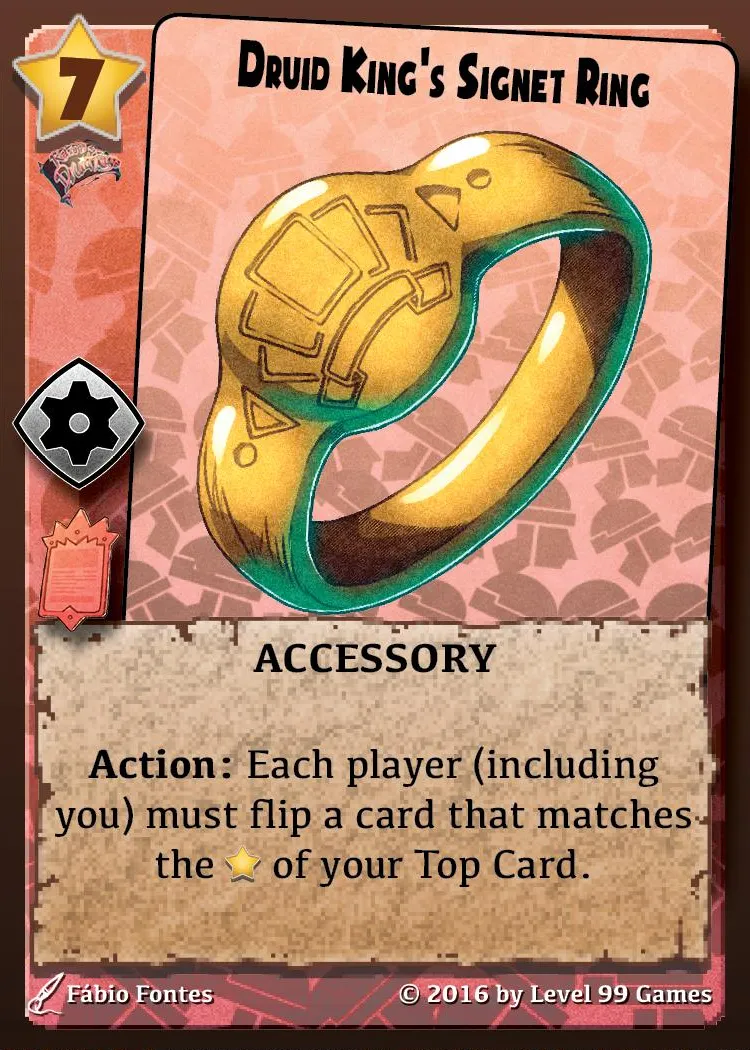 7
DRUID KING'S SIGNET RING
ACCESSORY
Action: Each player (including
you) must flip a card that matches
the of your Top Card.
Fábio Fontes
© 2016 by Level 99 Games